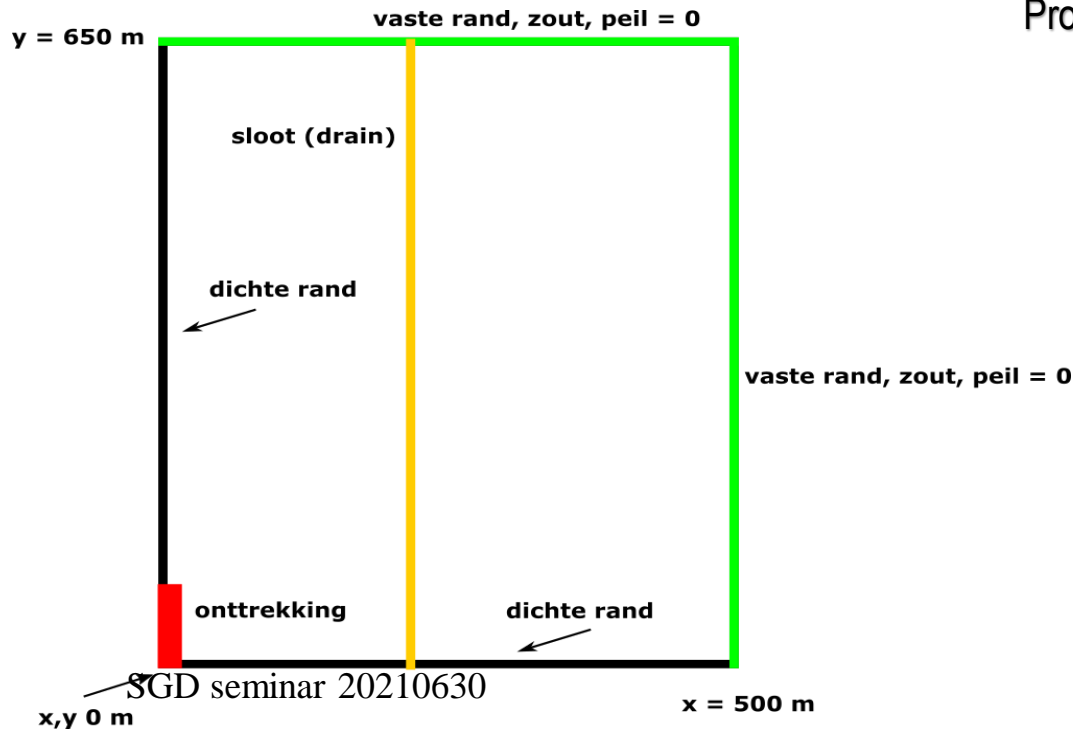 Pro
vaste rand, zout, peil = 0
y = 650 m
sloot (drain)
dichte rand
vaste rand, zout, peil = 0
onttrekking
dichte rand
SGD seminar 20210630
x = 500 m
x,y 0 m